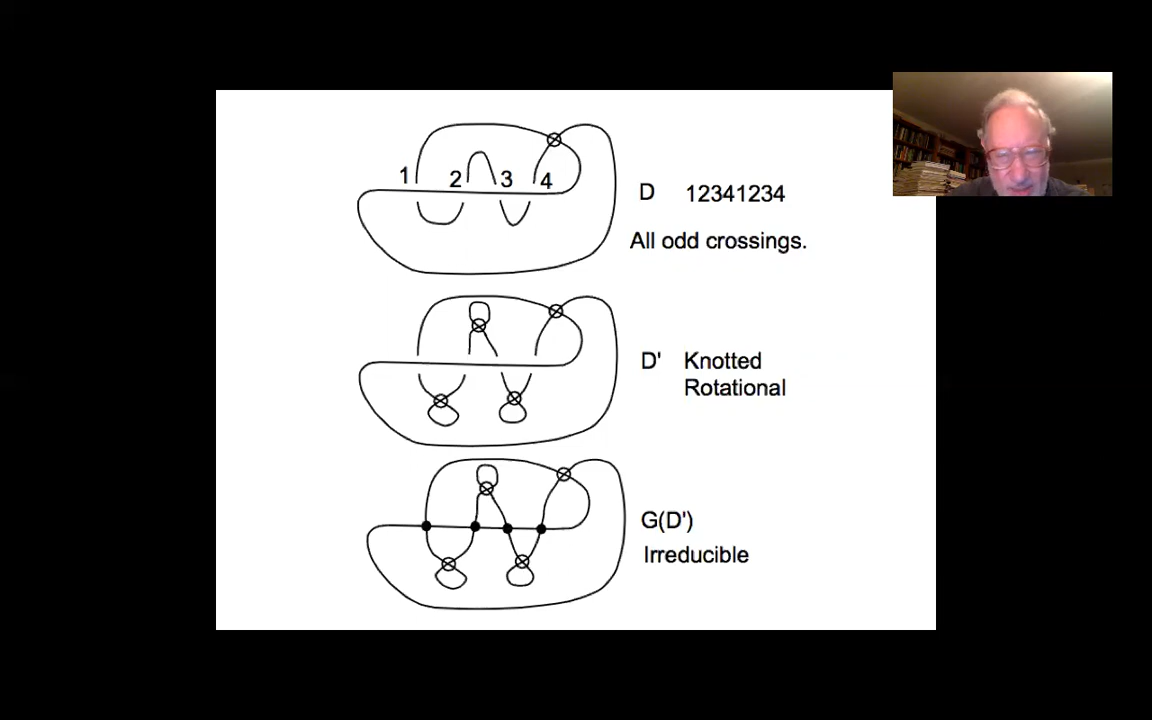 1 2 3 4
D 12341234
All odd crossings.
D' Knotted
Rotational
G(D')
Irreducible